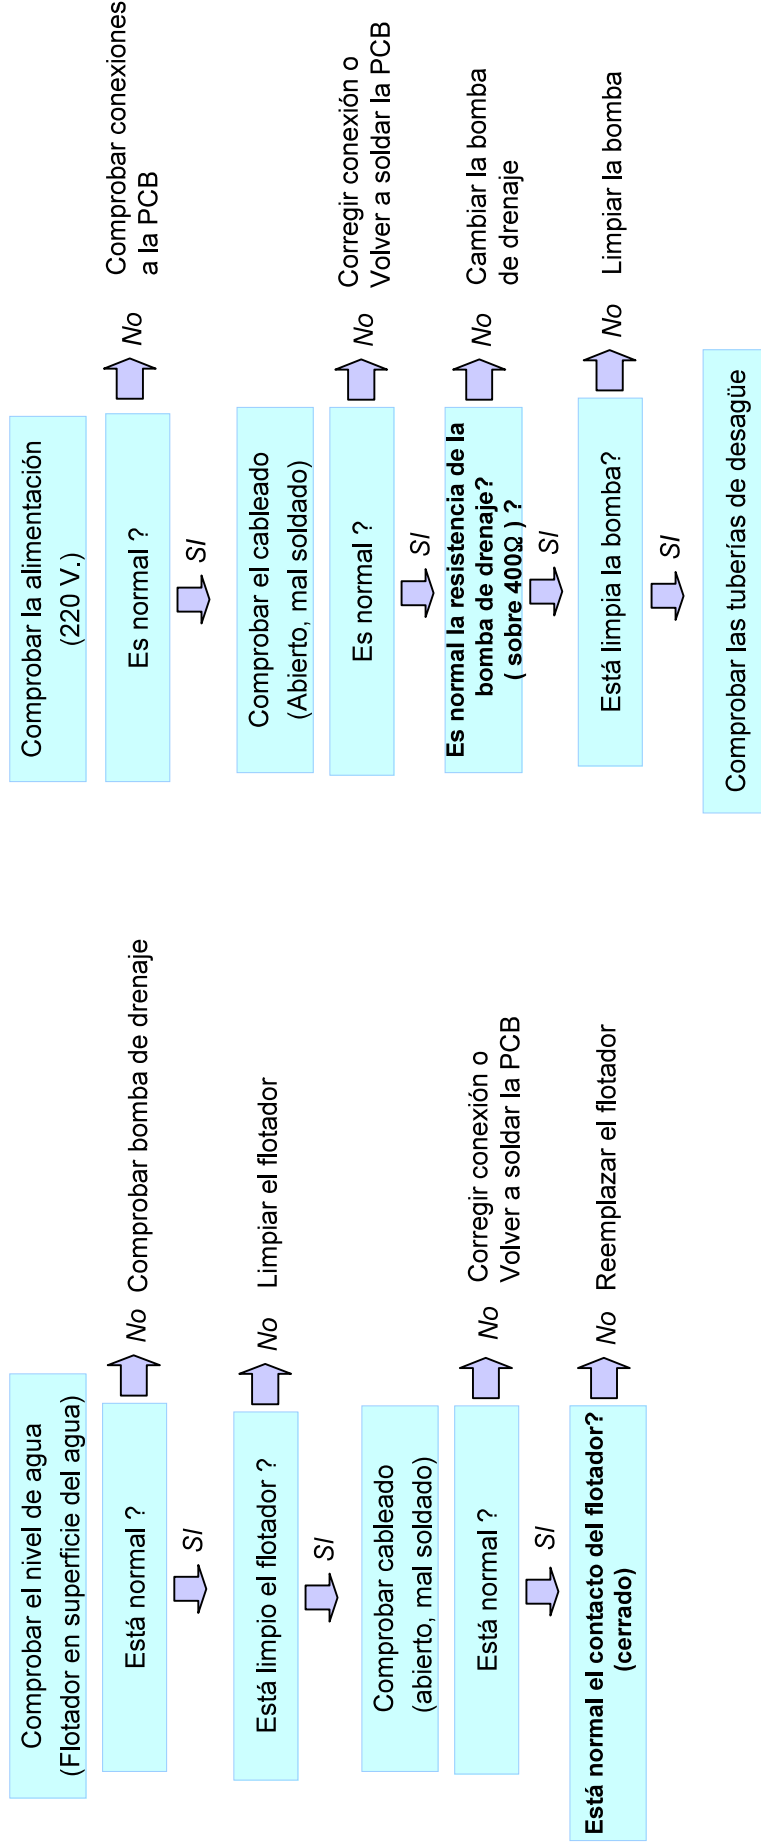 Comprobar el nivel de agua
(Flotador en superficie del agua)
Está normal ?
No
Comprobar bomba de drenaje
SI
Está limpio el flotador ?
No
Limpiar el flotador
SI
Comprobar cableado
(abierto, mal soldado)
Está normal ?
No
Corregir conexión o
Volver a soldar la PCB
SI
Está normal el contacto del flotador?
(cerrado)
No
Reemplazar el flotador
Comprobar la alimentación
(220 V.)
Es normal ?
No
Comprobar conexiones
a la PCB
SI
Comprobar el cableado
(Abierto, mal soldado)
Es normal ?
No
Corregir conexión o
Volver a soldar la PCB
SI
Es normal la resistencia de la
bomba de drenaje?
( sobre 400Ω ) ?
No
Cambiar la bomba
de drenaje
SI
Está limpia la bomba?
No
Limpiar la bomba
SI
Comprobar las tuberías de desagüe